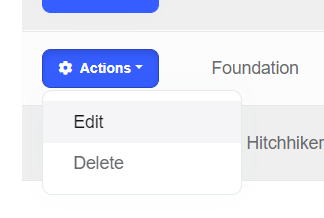 Actions
Foundation
Edit
Hitchhiker
Delete